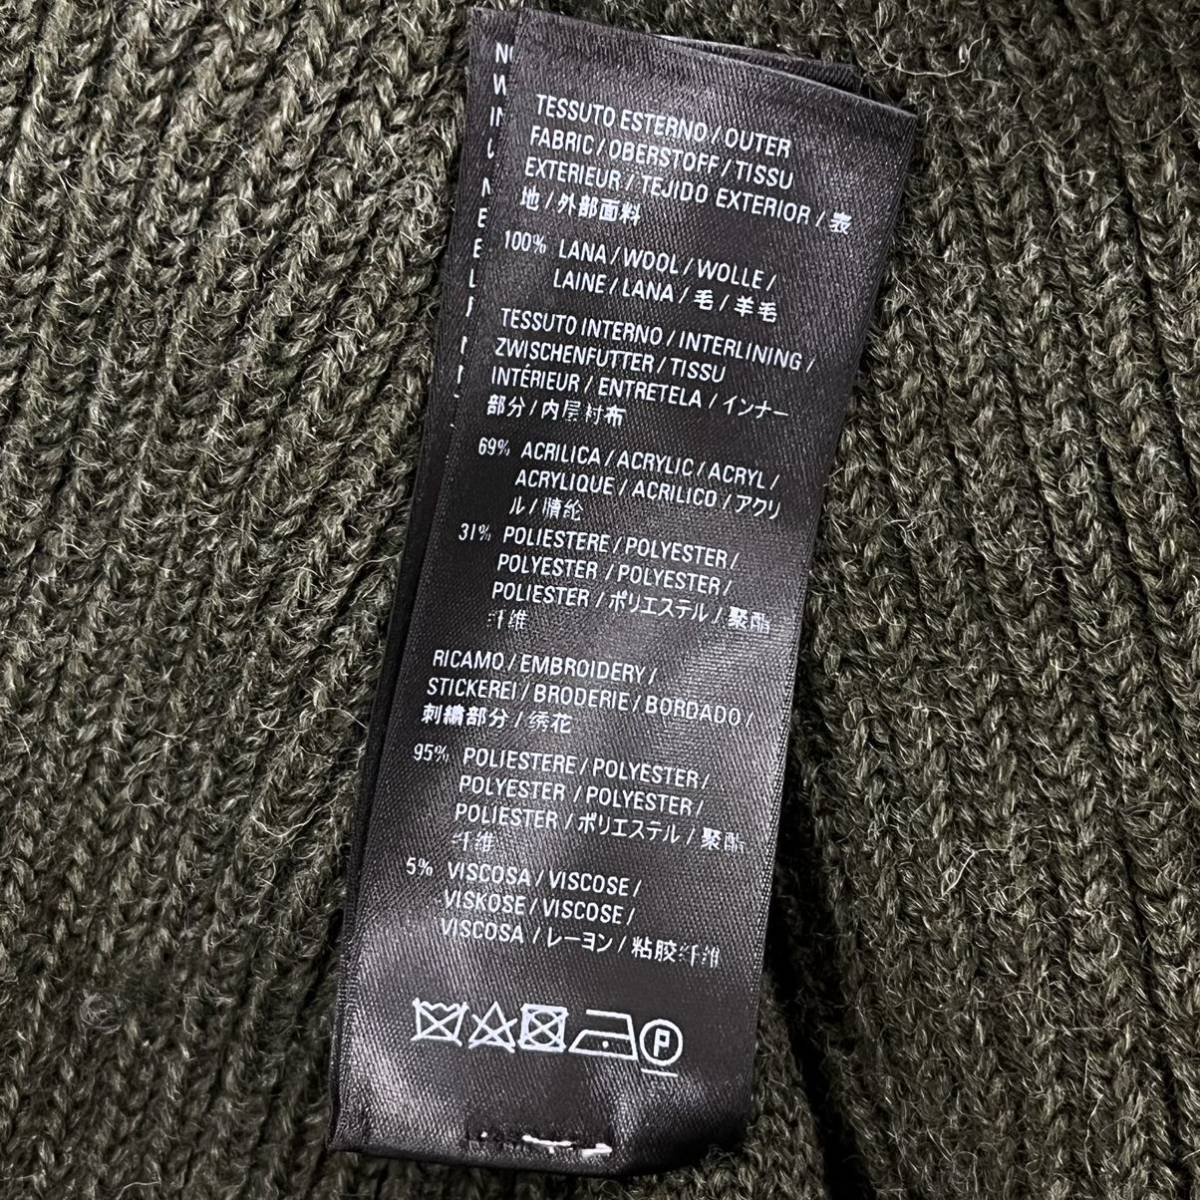 TESSUTO ESTERNO / OUTER
FABRIC / OBERSTOFF / TISSU
EXTERIEUR / TEJIDO EXTERIOR / 表
地 / 外部面料
100% LANA / WOOL / WOLLE /
LAINE / LANA / 毛 / 羊毛
TESSUTO INTERNO / INTERLINING /
ZWISCHENFUTTER / TISSU
INTÉRIEUR / ENTRETELA / インナー
部分 / 内层衬布
69% ACRILICA / ACRYLIC / ACRYL /
ACRYLIQUE / ACRILICO / アクリ
ル / 腈纶
31% POLIESTERE / POLYESTER /
POLYESTER / POLYESTER /
POLIESTER / ポリエステル / 聚酯
纤维
RICAMO / EMBROIDERY /
STICKEREI / BRODERIE / BORDADO /
刺繍部分 / 绣花
95% POLIESTERE / POLYESTER /
POLYESTER / POLYESTER /
POLIESTER / ポリエステル / 聚酯
纤维
5% VISCOSA / VISCOSE /
VISKOSE / VISCOSE /
VISCOSA / レーヨン / 粘胶纤维
P